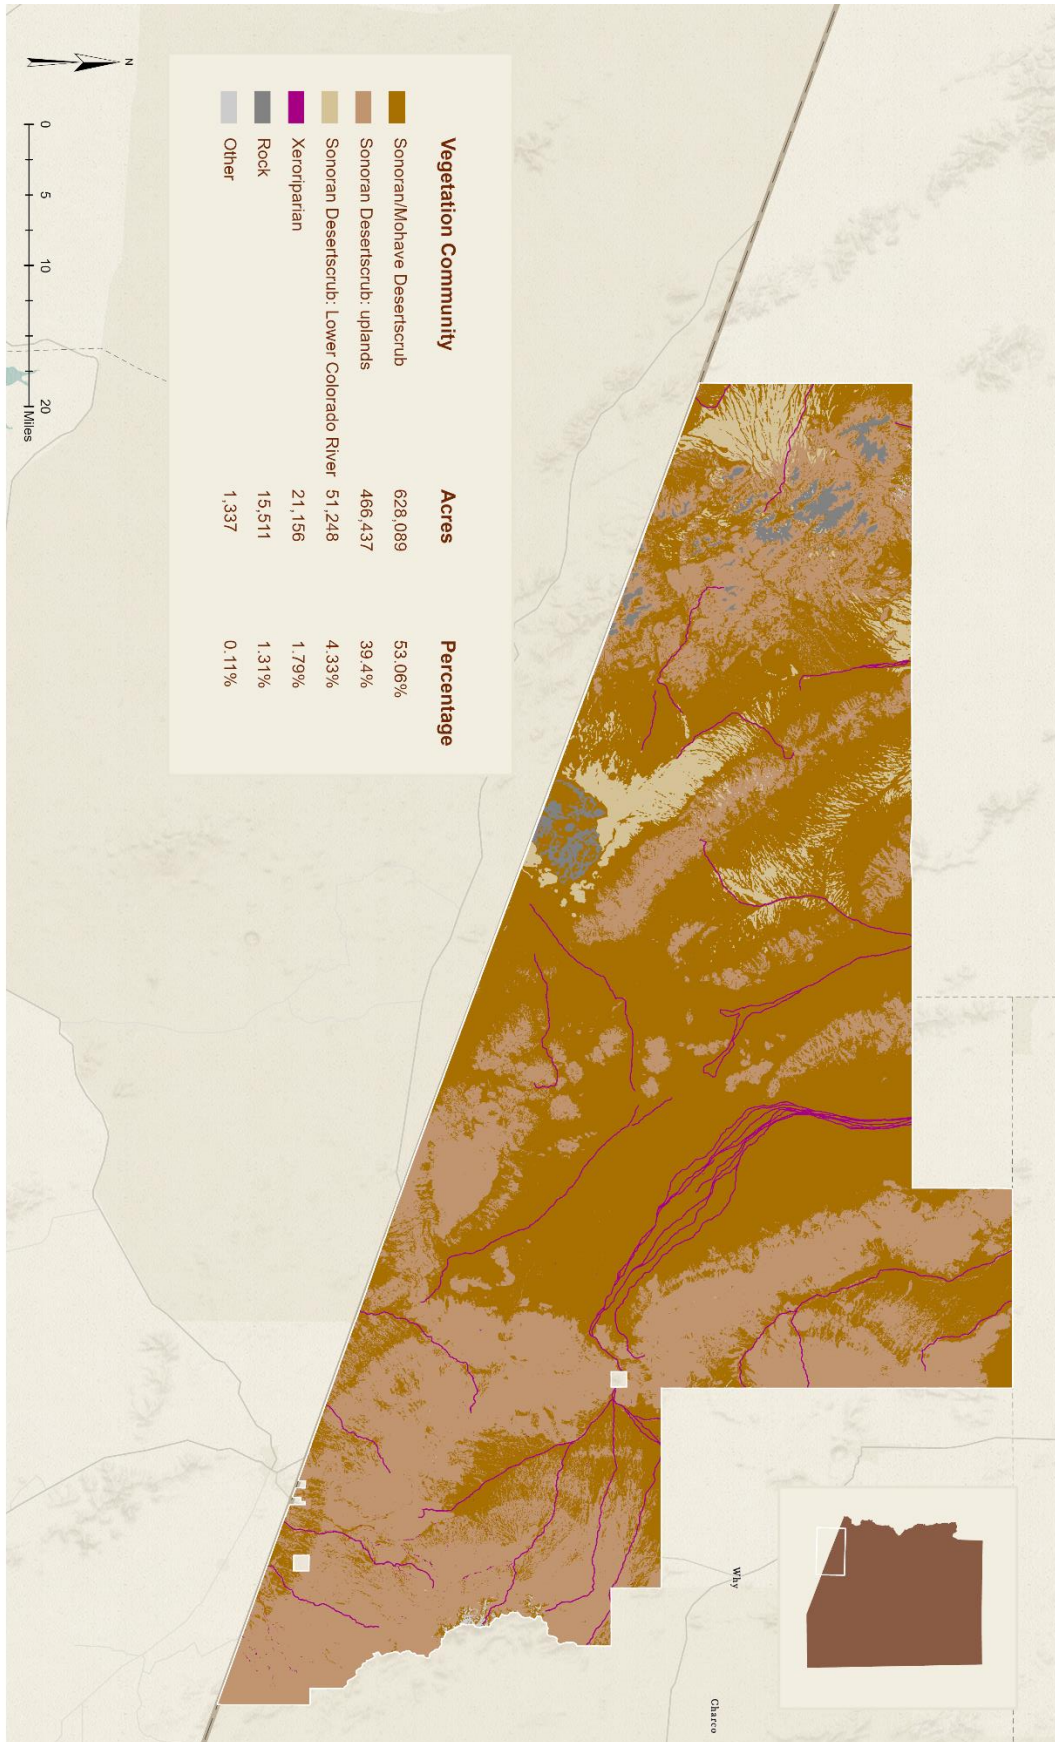 Vegetation Community Acres Percentage
Sonoran/Mohave Desertscrub 628,089 53.06%
Sonoran Desertscrub: uplands 466,437 39.4%
Sonoran Desertscrub: Lower Colorado River 51,248 4.33%
Xeroriparian 21,156 1.79%
Rock 15,511 1.31%
Other 1,337 0.11%
N
0 5 10 20
Miles
Why
Charco